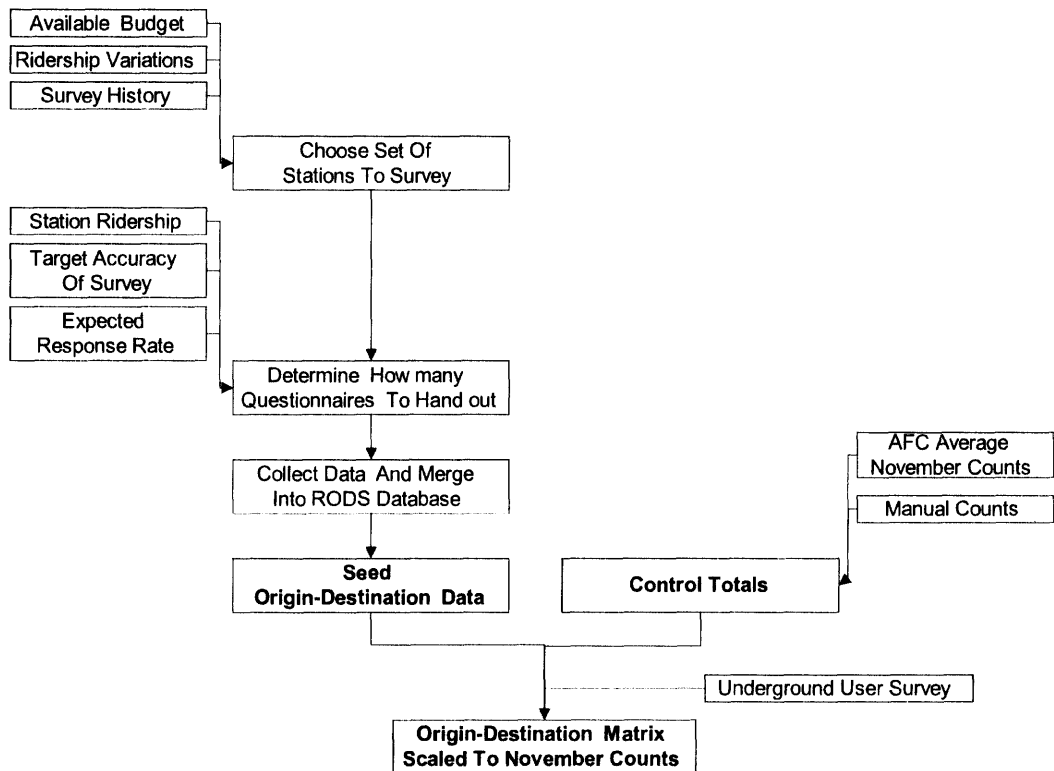 Available Budget
Ridership Variations
Survey History
Choose Set Of
Stations To Survey
Station Ridership
Target Accuracy
Of Survey
Expected
Response Rate
Determine How many
Questionnaires To Hand out
AFC Average
November Counts
Collect Data And Merge
Into RODS Database
Manual Counts
Seed
Origin-Destination Data
Control Totals
Underground User Survey
Origin-Destination Matrix
Scaled To November Counts